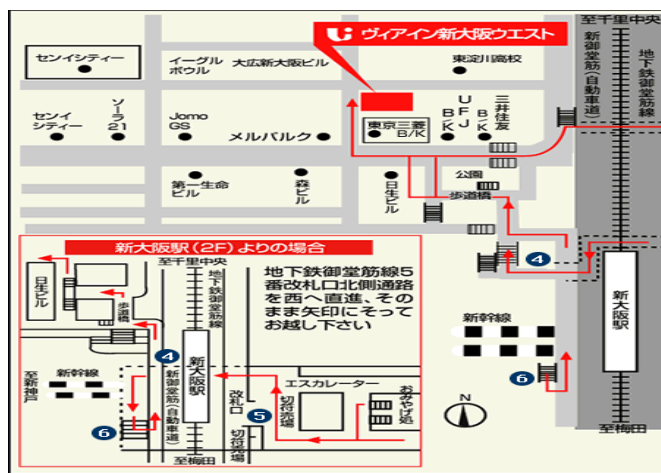 至千里中央
ヴィアイン新大阪ウエスト
新御堂筋(自動車道)
地下鉄御堂筋線
センイシティー
イーグル
ボウル
大広新大阪ビル
東淀川高校
センイ
シティー
ソーラ21
Jomo
GS
メルパルク
東京三菱
B/K
UFJ
B/K
三井住友
B/K
第一生命
ビル
森ビル
日生ビル
公園
歩道橋
4
新大阪駅
新幹線
6
N
至梅田
新大阪駅(2F)よりの場合
至千里中央
日生ビル
歩道橋
地下鉄御堂筋線
地下鉄御堂筋線5
番改札口北側通路
を西へ直進、その
まま矢印にそって
お越し下さい
4
新幹線
至新神戸
新大阪駅
新御堂筋(自動車道)
6
改札口
5
切符売場
切符売場
エスカレーター
おみやげ処
至梅田